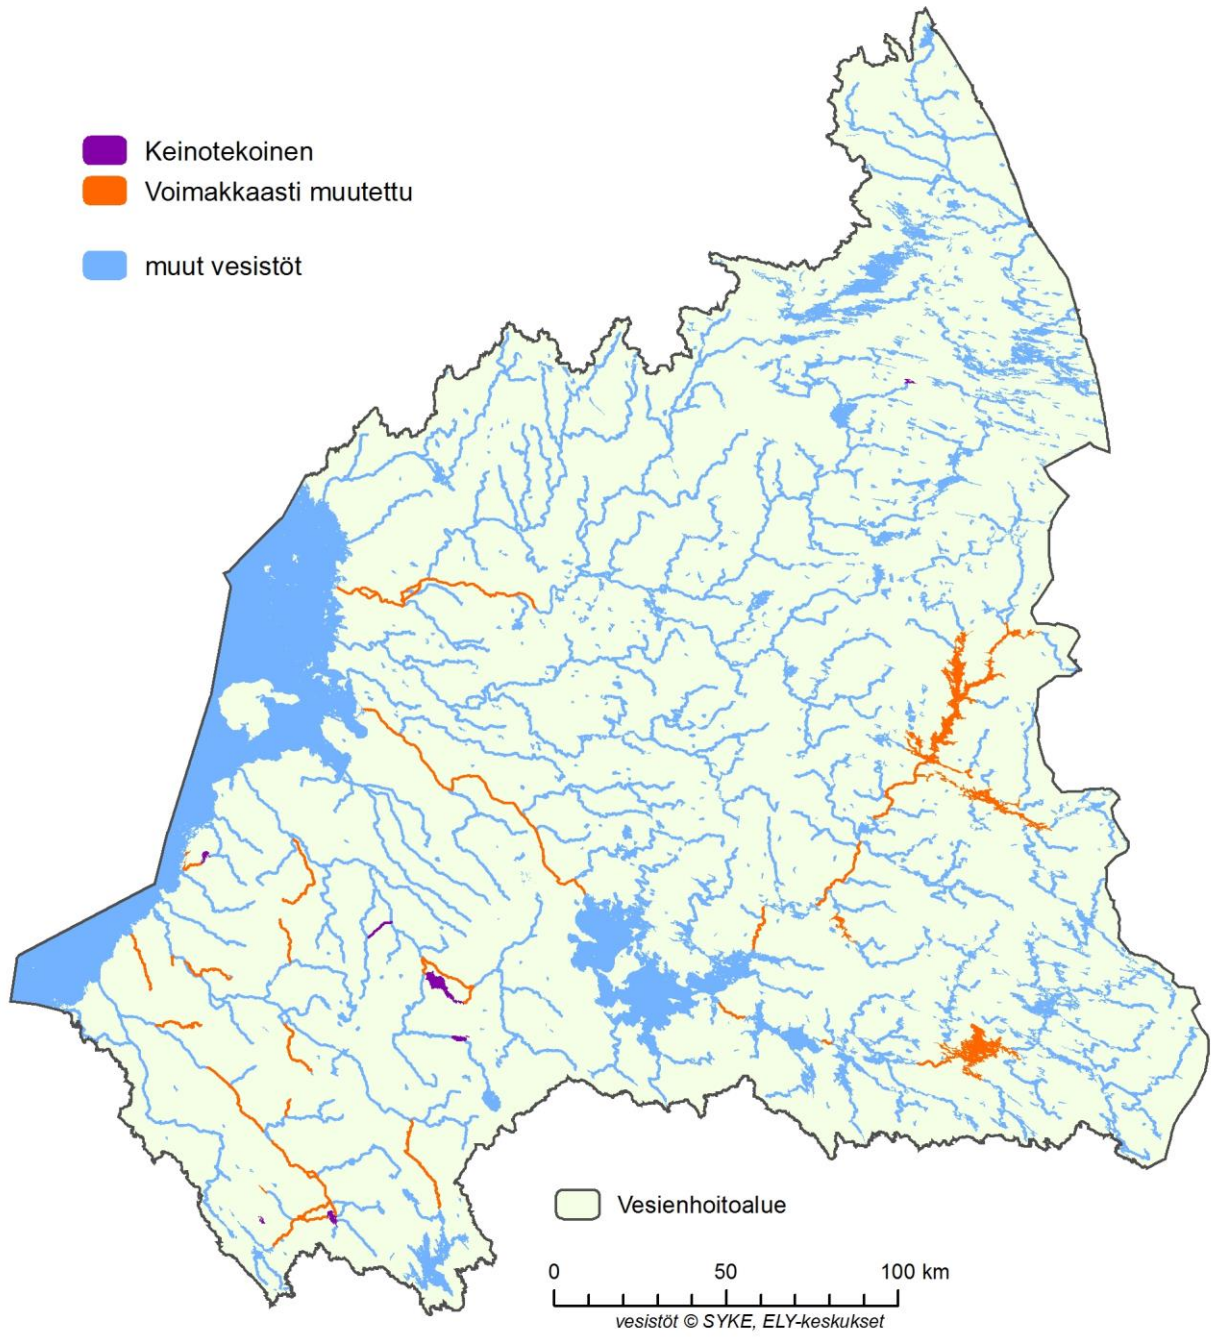 Keinotekoinen
Voimakkaasti muutettu
muut vesistöt
Vesienhoitoalue
0 50 100 km
vesistöt © SYKE, ELY-keskukset